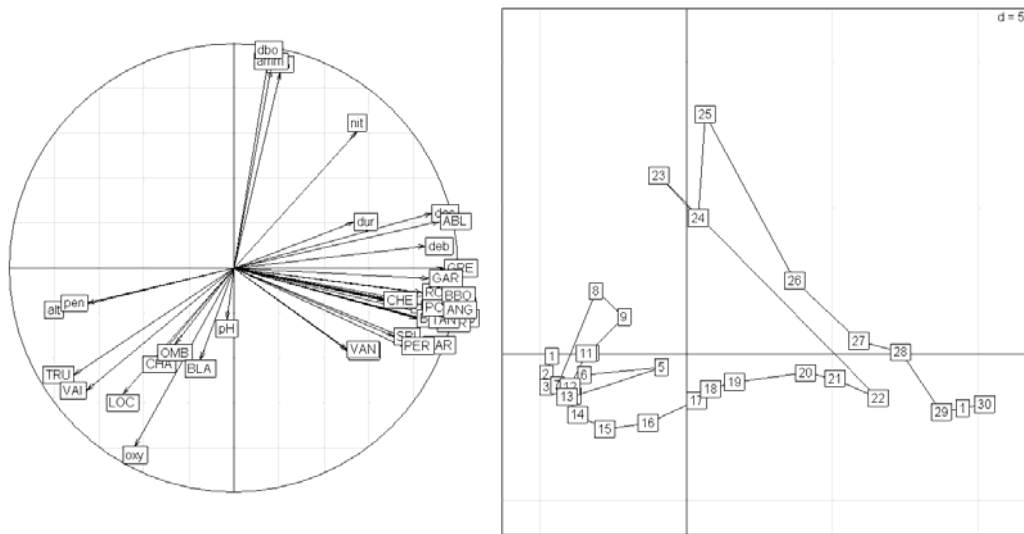 dbo
amm
nit
dur
ABL
deb
GRE
GAR
CHE
BBO
ANG
TAN
SPI
PER
VAN
pen
alt
pH
OMB
CHA
BLA
TRU
VAI
LOC
oxy
d = 5
25
23
24
26
8
9
27
28
11
1
2
3
6
5
13
14
15
16
17
18
19
20
21
22
29
1
30